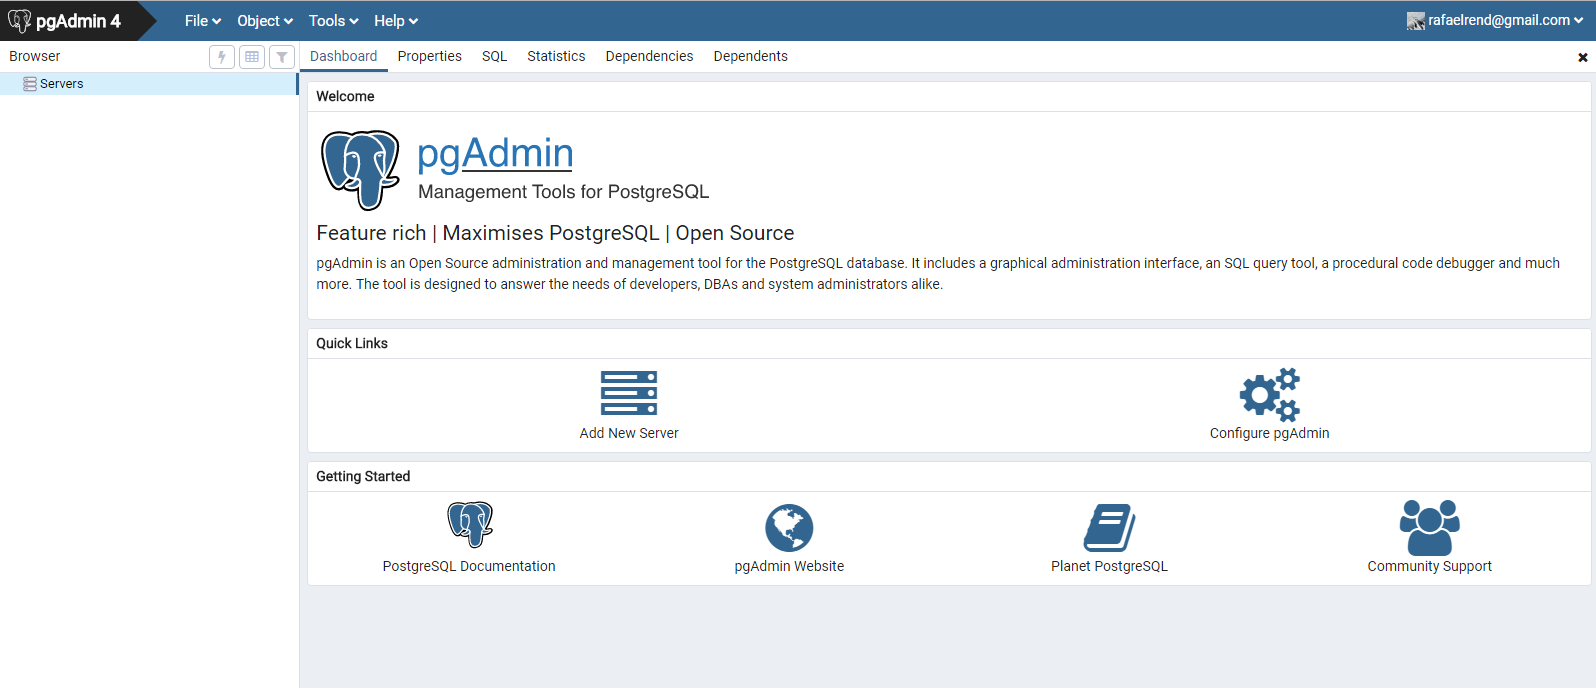 pgAdmin 4 File Object Tools Help rafaelrend@gmail.com
Browser Dashboard Properties SQL Statistics Dependencies Dependents
Servers
Welcome
pgAdmin
Management Tools for PostgreSQL
Feature rich | Maximises PostgreSQL | Open Source
pgAdmin is an Open Source administration and management tool for the PostgreSQL database. It includes a graphical administration interface, an SQL query tool, a procedural code debugger and much
more. The tool is designed to answer the needs of developers, DBAs and system administrators alike.
Quick Links
Add New Server Configure pgAdmin
Getting Started
PostgreSQL Documentation pgAdmin Website Planet PostgreSQL Community Support